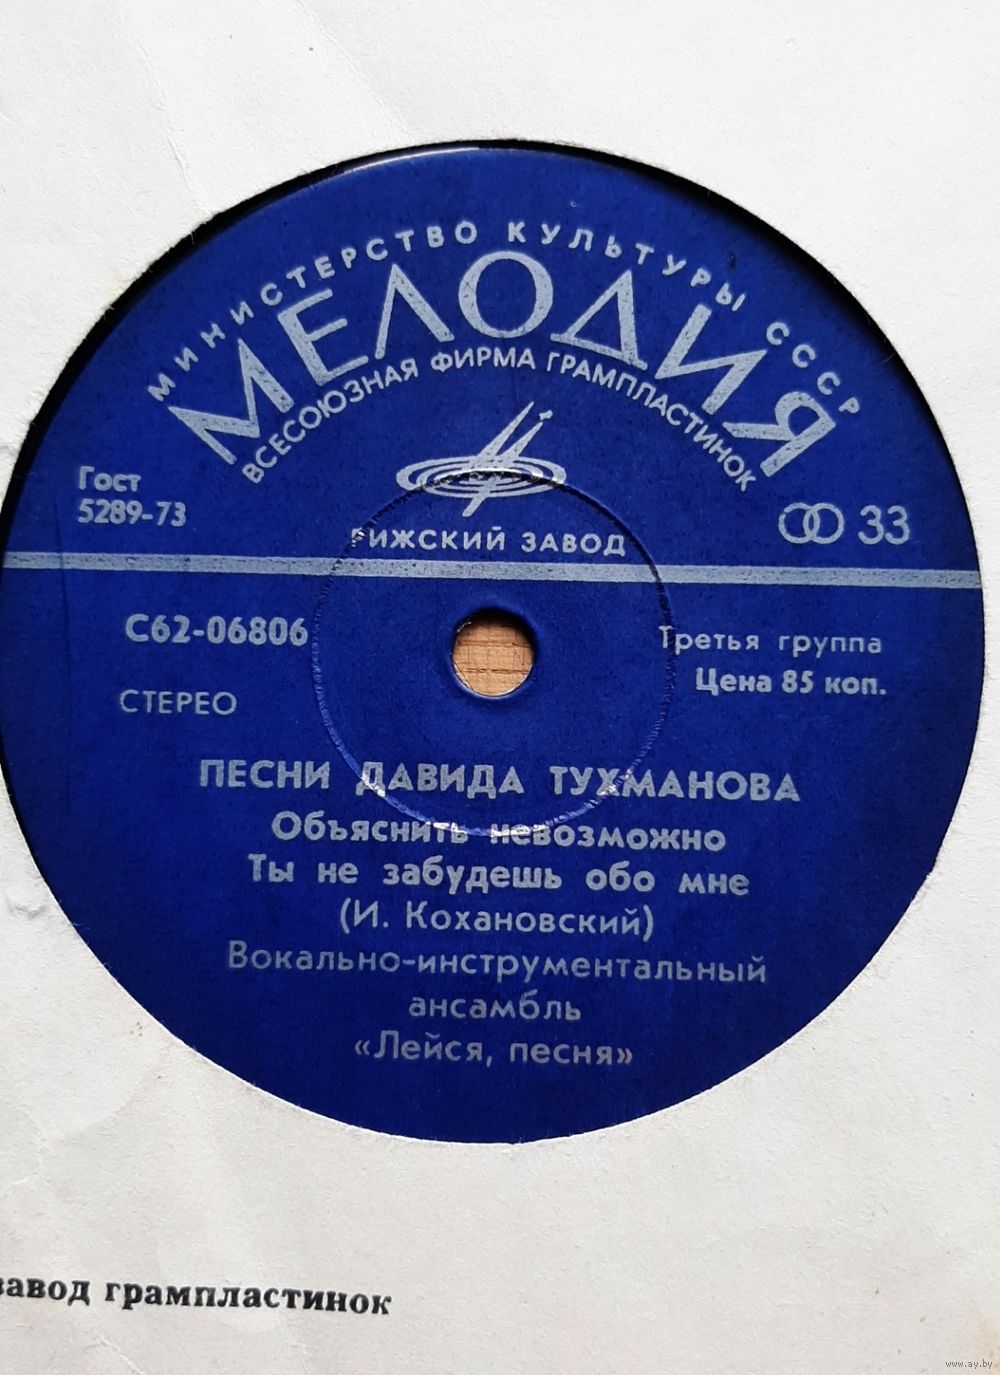 МИНИСТЕРСТВО КУЛЬТУРЫ СССР
МЕЛОДИЯ
ВСЕСОЮЗНАЯ ФИРМА ГРАМПЛАСТИНОК
РИЖСКИЙ ЗАВОД
Гост
5289-73
33
С62-06806
СТЕРЕО
Третья группа
Цена 85 коп.
ПЕСНИ ДАВИДА ТУХМАНОВА
Объяснить невозможно
Ты не забудешь обо мне
(И. Кохановский)
Вокально-инструментальный
ансамбль
«Лейся, песня»
завод грампластинок
www.ay.by